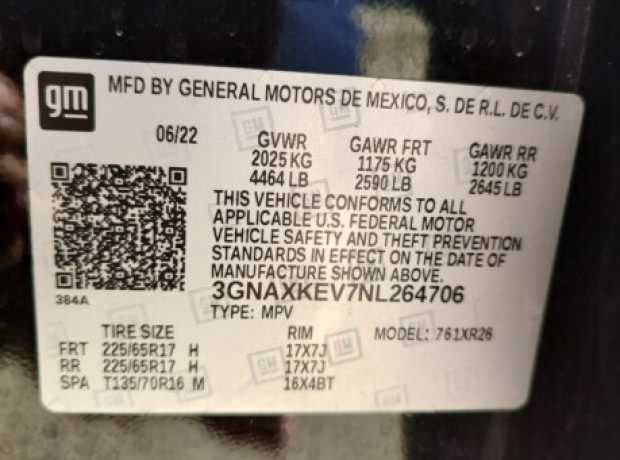 gm
MFD BY GENERAL MOTORS DE MEXICO, S. DE R.L. DE C.V.
06/22 GVWR GAWR FRT GAWR RR
2025 KG 1175 KG 1200 KG
4464 LB 2590 LB 2645 LB
THIS VEHICLE CONFORMS TO ALL
APPLICABLE U.S. FEDERAL MOTOR
VEHICLE SAFETY AND THEFT PREVENTION
STANDARDS IN EFFECT ON THE DATE OF
MANUFACTURE SHOWN ABOVE.
384A
3GNAXKEV7NL264706
TYPE: MPV
TIRE SIZE RIM MODEL: 761XR26
FRT 225/65R17 H 17X7J
RR 225/65R17 H 17X7J
SPA T135/70R16 M 16X4BT